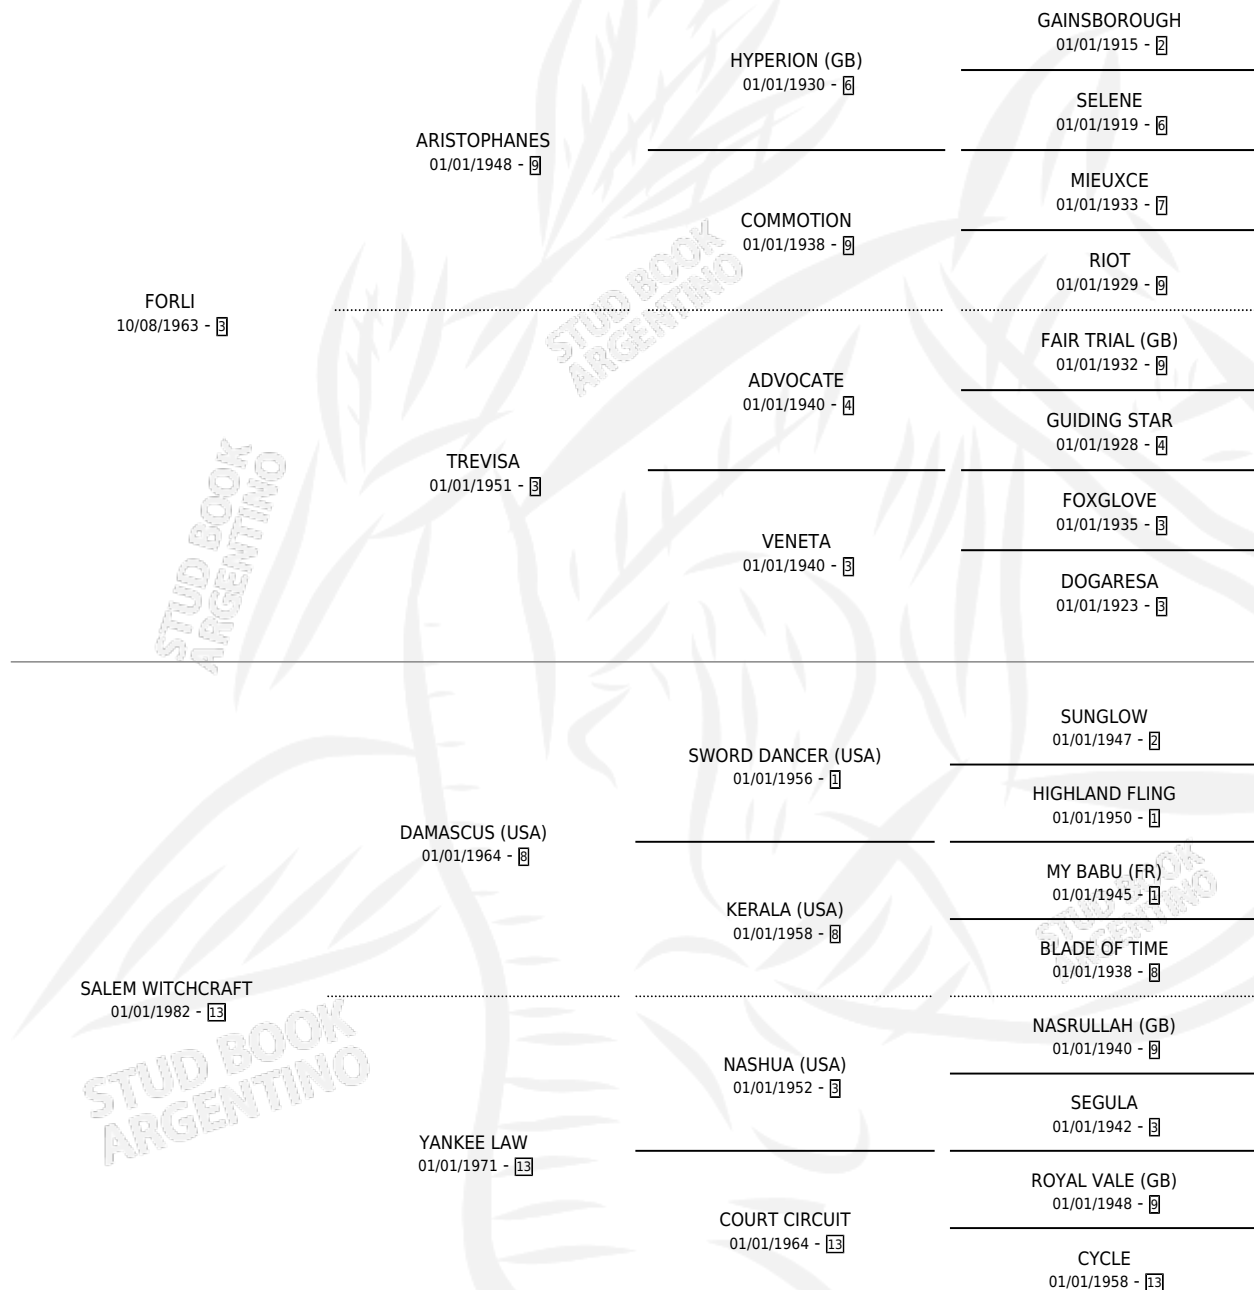 GAINSBOROUGH
01/01/1915 - 2
HYPERION (GB)
01/01/1930 - 6
SELENE
01/01/1919 - 6
ARISTOPHANES
01/01/1948 - 9
MIEUXCE
01/01/1933 - 7
COMMOTION
01/01/1938 - 9
RIOT
01/01/1929 - 9
FORLI
10/08/1963 - 3
FAIR TRIAL (GB)
01/01/1932 - 9
ADVOCATE
01/01/1940 - 4
GUIDING STAR
01/01/1928 - 4
TREVISA
01/01/1951 - 3
FOXGLOVE
01/01/1935 - 3
VENETA
01/01/1940 - 3
DOGARESA
01/01/1923 - 3
STUD BOOK
ARGENTINO
STUD BOOK
ARGENTINO
SUNGLOW
01/01/1947 - 2
SWORD DANCER (USA)
01/01/1956 - 1
HIGHLAND FLING
01/01/1950 - 1
DAMASCUS (USA)
01/01/1964 - 8
MY BABU (FR)
01/01/1945 - 1
KERALA (USA)
01/01/1958 - 8
BLADE OF TIME
01/01/1938 - 8
STUD BOOK
ARGENTINO
SALEM WITCHCRAFT
01/01/1982 - 13
NASRULLAH (GB)
01/01/1940 - 9
NASHUA (USA)
01/01/1952 - 3
SEGULA
01/01/1942 - 3
STUD BOOK
ARGENTINO
YANKEE LAW
01/01/1971 - 13
ROYAL VALE (GB)
01/01/1948 - 9
COURT CIRCUIT
01/01/1964 - 13
CYCLE
01/01/1958 - 13